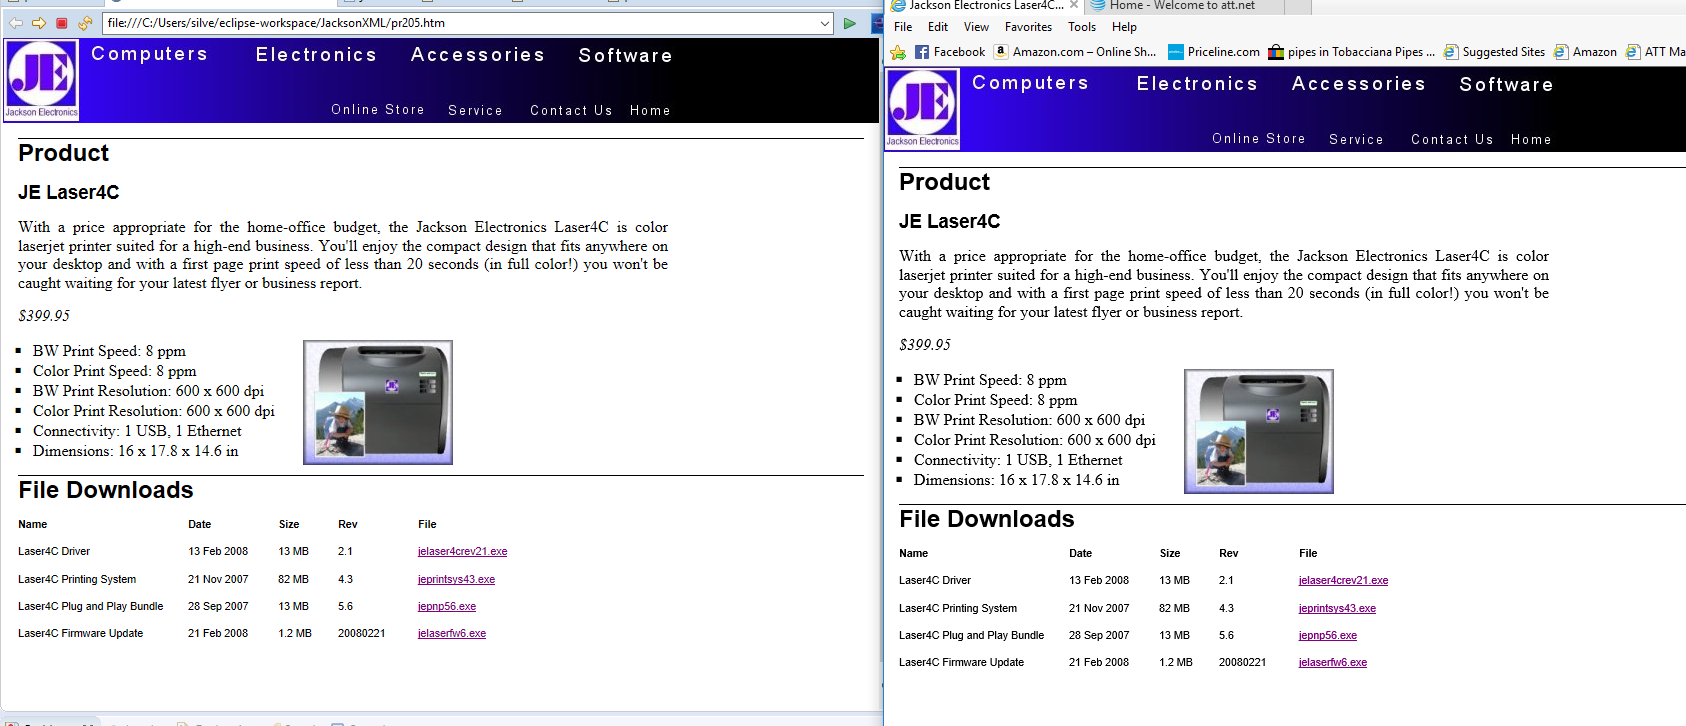 file:///C:/Users/silve/eclipse-workspace/JacksonXML/pr205.htm
JE
Jackson Electronics
Computers Electronics Accessories Software
Online Store Service Contact Us Home
Product
JE Laser4C
With a price appropriate for the home-office budget, the Jackson Electronics Laser4C is color
laserjet printer suited for a high-end business. You'll enjoy the compact design that fits anywhere on
your desktop and with a first page print speed of less than 20 seconds (in full color!) you won't be
caught waiting for your latest flyer or business report.
$399.95
BW Print Speed: 8 ppm
Color Print Speed: 8 ppm
BW Print Resolution: 600 x 600 dpi
Color Print Resolution: 600 x 600 dpi
Connectivity: 1 USB, 1 Ethernet
Dimensions: 16 x 17.8 x 14.6 in
JE
File Downloads
Name Date Size Rev File
Laser4C Driver 13 Feb 2008 13 MB 2.1 jelaser4crev21.exe
Laser4C Printing System 21 Nov 2007 82 MB 4.3 jeprintsys43.exe
Laser4C Plug and Play Bundle 28 Sep 2007 13 MB 5.6 jepnp56.exe
Laser4C Firmware Update 21 Feb 2008 1.2 MB 20080221 jelaserfw6.exe
Jackson Electronics Laser4C... Home - Welcome to att.net
File Edit View Favorites Tools Help
Facebook Amazon.com – Online Sh... Priceline.com pipes in Tobacciana Pipes ... Suggested Sites Amazon ATT Ma
JE
Jackson Electronics
Computers Electronics Accessories Software
Online Store Service Contact Us Home
Product
JE Laser4C
With a price appropriate for the home-office budget, the Jackson Electronics Laser4C is color
laserjet printer suited for a high-end business. You'll enjoy the compact design that fits anywhere on
your desktop and with a first page print speed of less than 20 seconds (in full color!) you won't be
caught waiting for your latest flyer or business report.
$399.95
BW Print Speed: 8 ppm
Color Print Speed: 8 ppm
BW Print Resolution: 600 x 600 dpi
Color Print Resolution: 600 x 600 dpi
Connectivity: 1 USB, 1 Ethernet
Dimensions: 16 x 17.8 x 14.6 in
JE
File Downloads
Name Date Size Rev File
Laser4C Driver 13 Feb 2008 13 MB 2.1 jelaser4crev21.exe
Laser4C Printing System 21 Nov 2007 82 MB 4.3 jeprintsys43.exe
Laser4C Plug and Play Bundle 28 Sep 2007 13 MB 5.6 jepnp56.exe
Laser4C Firmware Update 21 Feb 2008 1.2 MB 20080221 jelaserfw6.exe